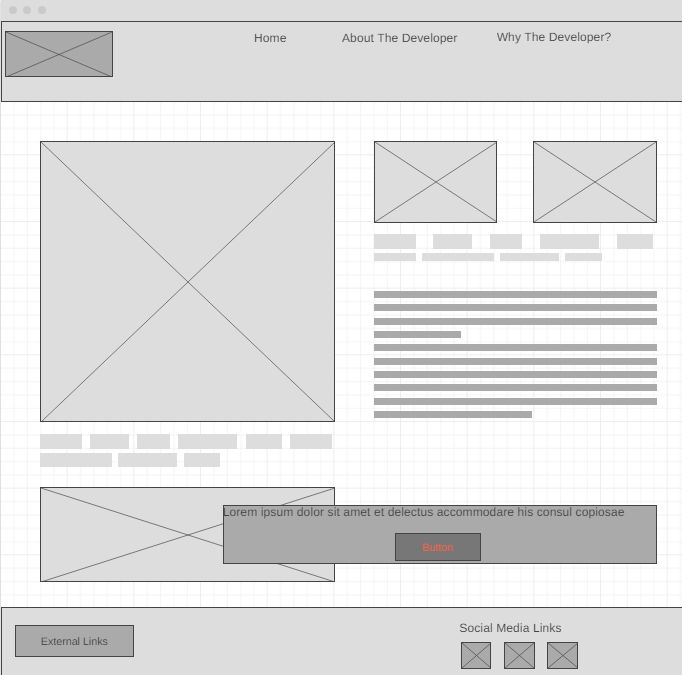 Home
About The Developer
Why The Developer?
Lorem ipsum dolor sit amet et delectus accommodare his consul copiosae
Button
External Links
Social Media Links